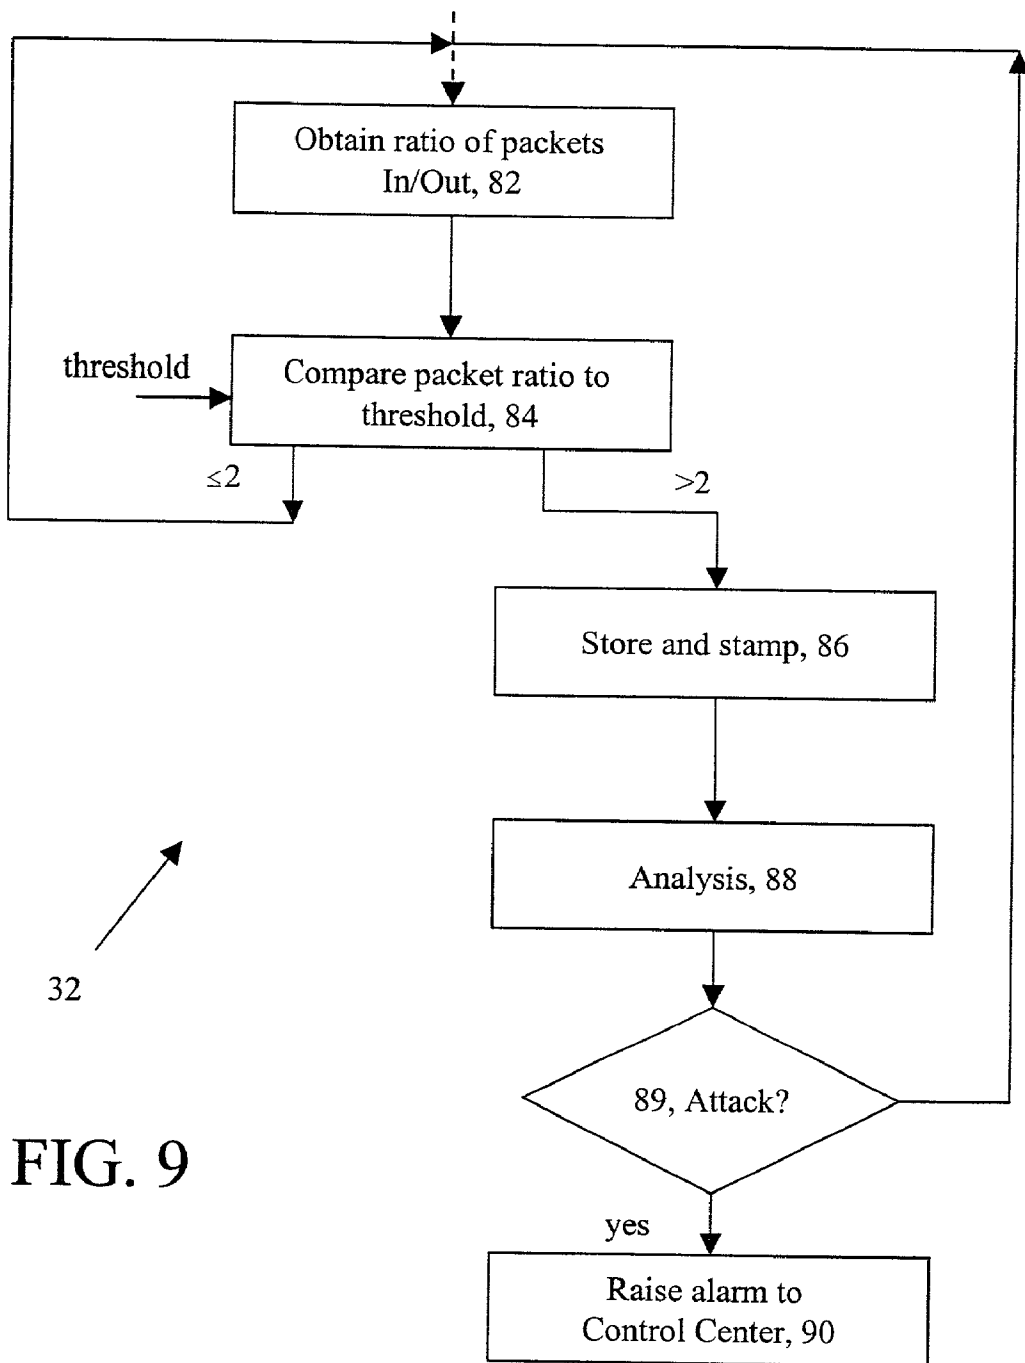 Obtain ratio of packets
In/Out, 82
threshold
Compare packet ratio to
threshold, 84
≤2
>2
Store and stamp, 86
Analysis, 88
32
89, Attack?
FIG. 9
yes
Raise alarm to
Control Center, 90